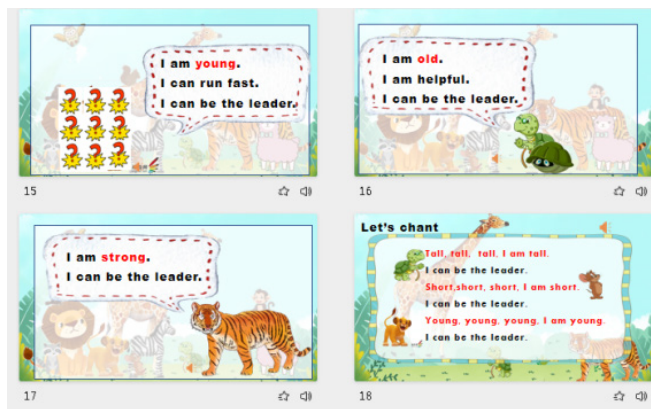 I am young.
I can run fast.
I can be the leader.
15
I am old.
I am helpful.
I can be the leader.
16
I am strong.
I can be the leader.
17
Let's chant
Tall, tall, tall, I am tall.
I can be the leader.
Short,short, short, I am short.
I can be the leader.
Young, young, young, I am young.
I can be the leader.
18